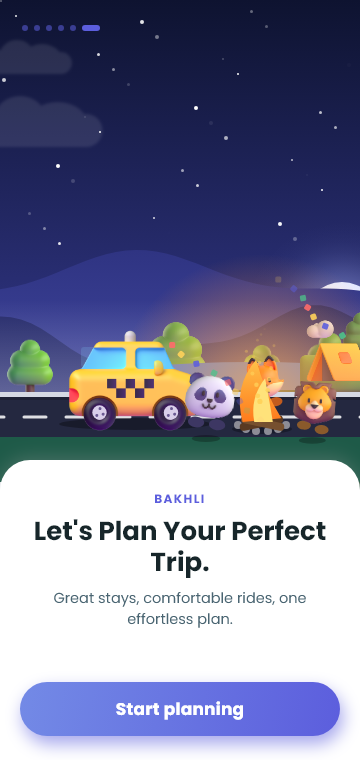 BAKHLI
Let's Plan Your Perfect
Trip.
Great stays, comfortable rides, one
effortless plan.
Start planning